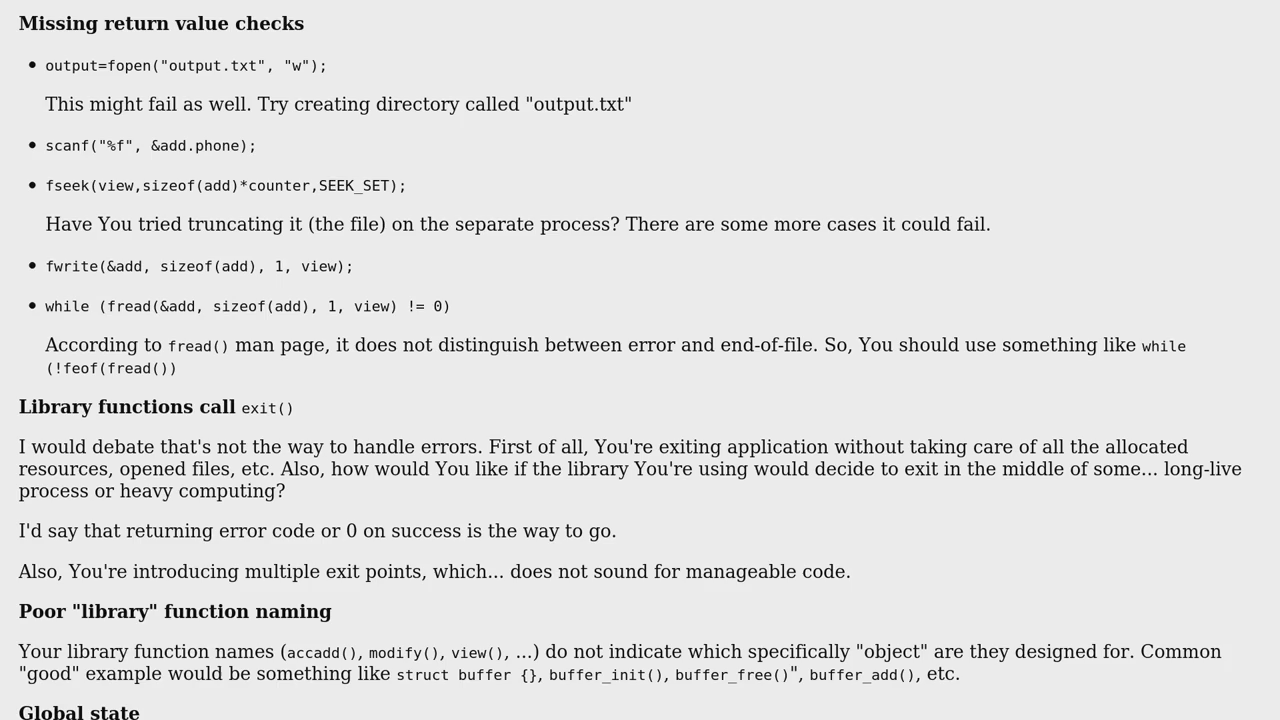 Missing return value checks
output=fopen("output.txt", "w");
This might fail as well. Try creating directory called "output.txt"
scanf("%f", &add.phone);
fseek(view,sizeof(add)*counter,SEEK_SET);
Have You tried truncating it (the file) on the separate process? There are some more cases it could fail.
fwrite(&add, sizeof(add), 1, view);
while (fread(&add, sizeof(add), 1, view) != 0)
According to fread() man page, it does not distinguish between error and end-of-file. So, You should use something like while
(!feof(fread())
Library functions call exit()
I would debate that's not the way to handle errors. First of all, You're exiting application without taking care of all the allocated
resources, opened files, etc. Also, how would You like if the library You're using would decide to exit in the middle of some... long-live
process or heavy computing?
I'd say that returning error code or 0 on success is the way to go.
Also, You're introducing multiple exit points, which... does not sound for manageable code.
Poor "library" function naming
Your library function names (accadd(), modify(), view(), ...) do not indicate which specifically "object" are they designed for. Common
"good" example would be something like struct buffer {}, buffer_init(), buffer_free()", buffer_add(), etc.
Global state